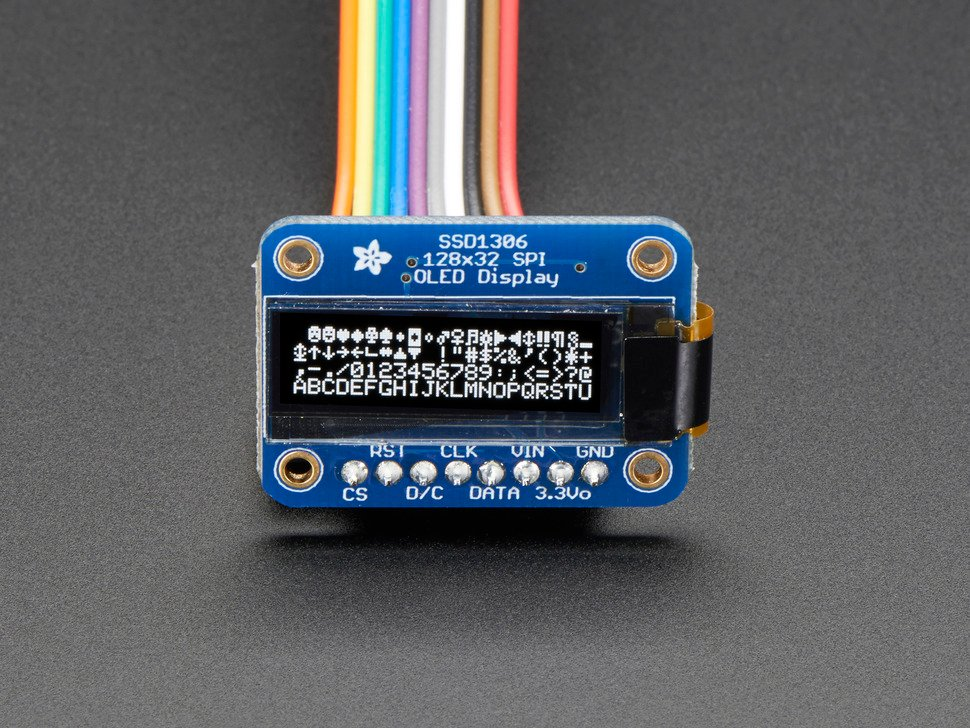 SSD1306
128x32 SPI
OLED Display
☺☻♥♦♣♠•◘○♂♀♫☼►◄↕‼¶§▬
↨↑↓→←∟↔▲▼ !"#$%&'()*+
,-./0123456789:;<=>?@
ABCDEFGHIJKLMNOPQRSTU
RST CLK VIN GND
CS D/C DATA 3.3Vo